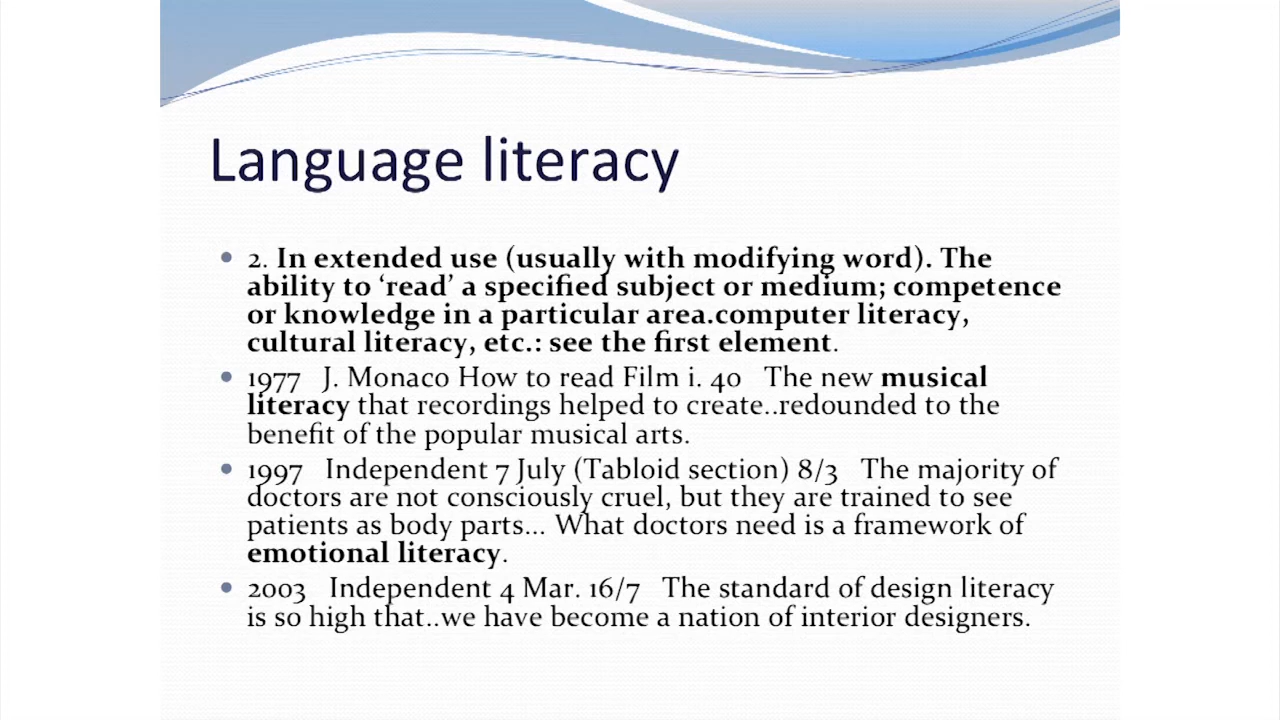 Language literacy
• 2. In extended use (usually with modifying word). The
ability to ‘read’ a specified subject or medium; competence
or knowledge in a particular area.computer literacy,
cultural literacy, etc.: see the first element.
• 1977 J. Monaco How to read Film i. 40 The new musical
literacy that recordings helped to create..redounded to the
benefit of the popular musical arts.
• 1997 Independent 7 July (Tabloid section) 8/3 The majority of
doctors are not consciously cruel, but they are trained to see
patients as body parts... What doctors need is a framework of
emotional literacy.
• 2003 Independent 4 Mar. 16/7 The standard of design literacy
is so high that..we have become a nation of interior designers.